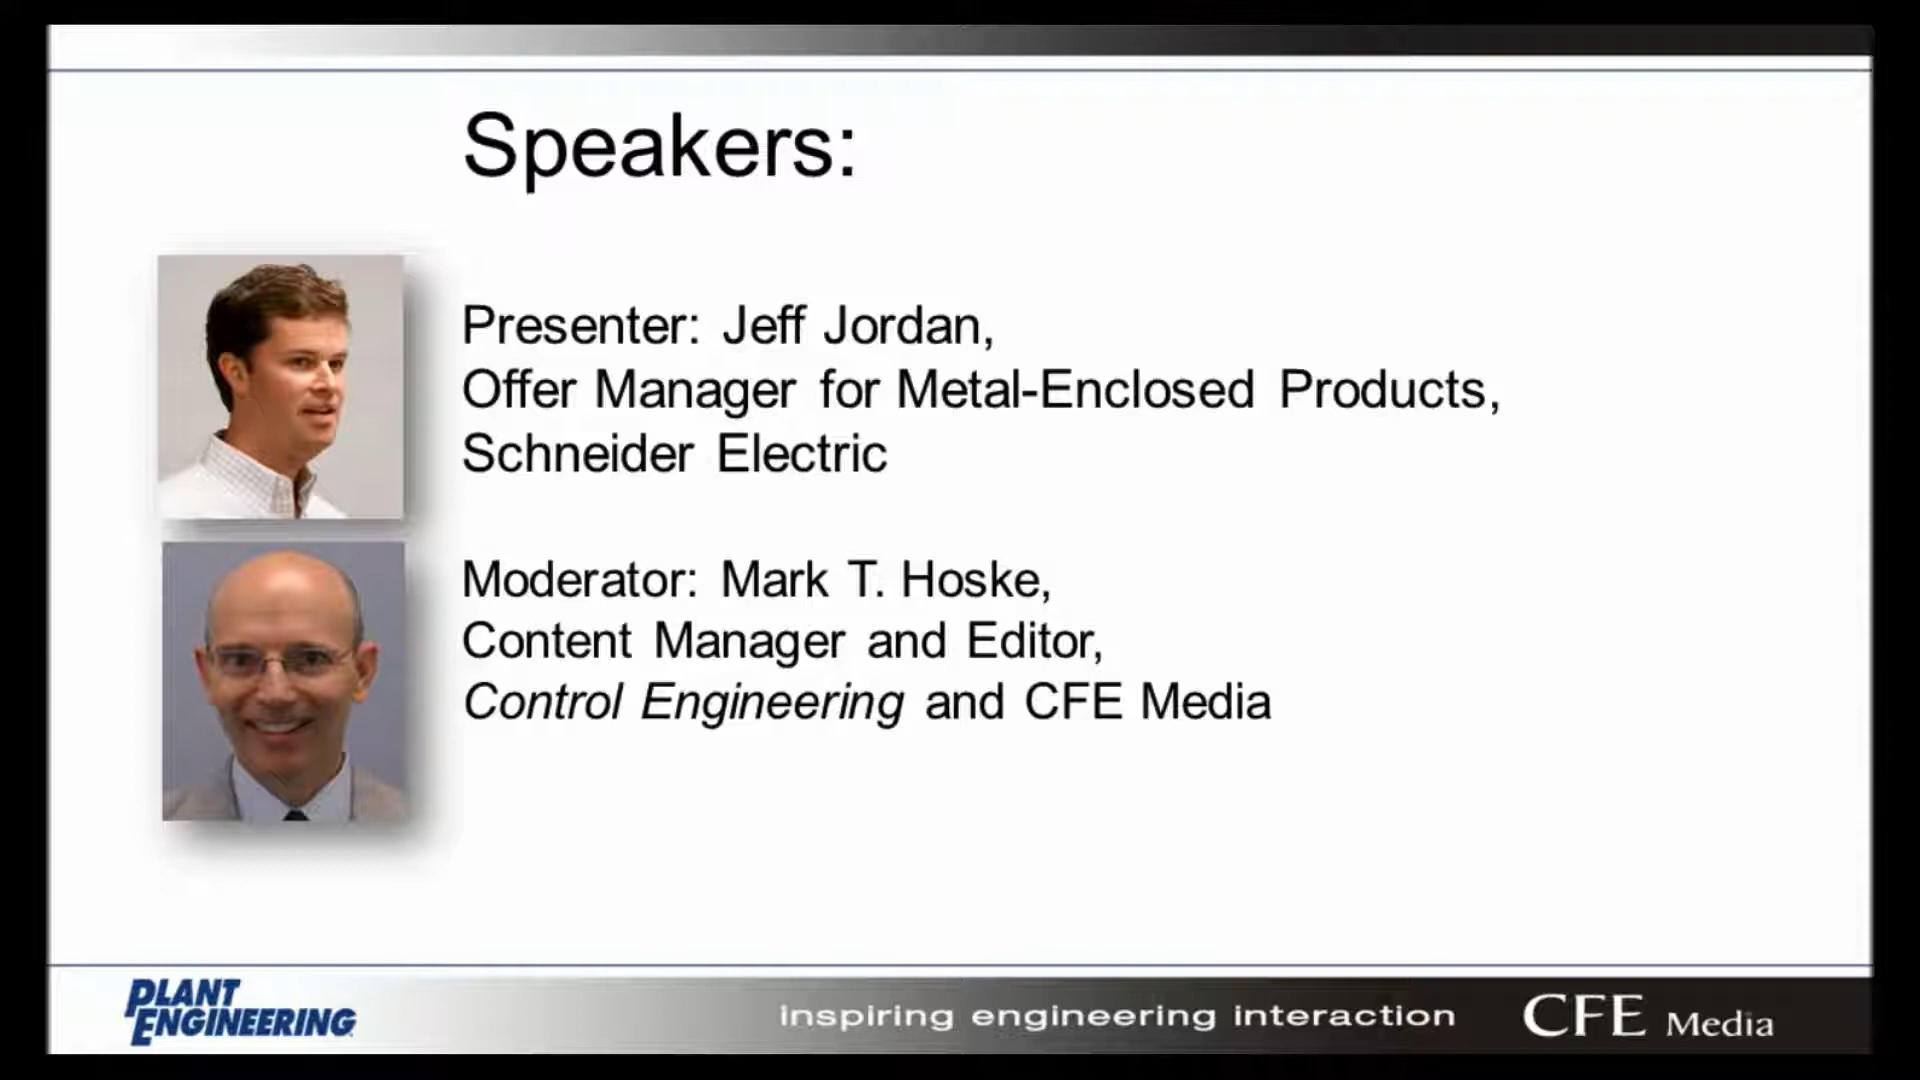 Speakers:
Presenter: Jeff Jordan,
Offer Manager for Metal-Enclosed Products,
Schneider Electric
Moderator: Mark T. Hoske,
Content Manager and Editor,
Control Engineering and CFE Media
PLANT
ENGINEERING
inspiring engineering interaction
CFE Media